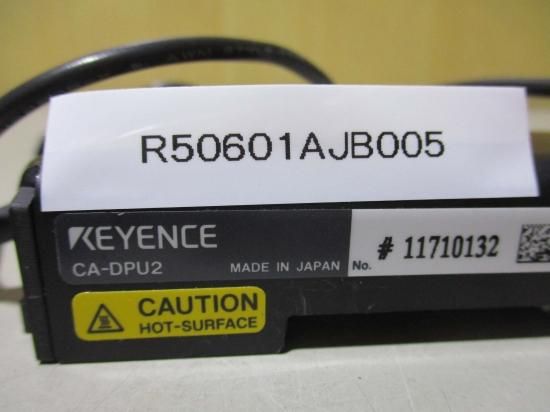 R50601AJB005
KEYENCE
CA-DPU2 MADE IN JAPAN No. # 11710132
CAUTION
HOT-SURFACE